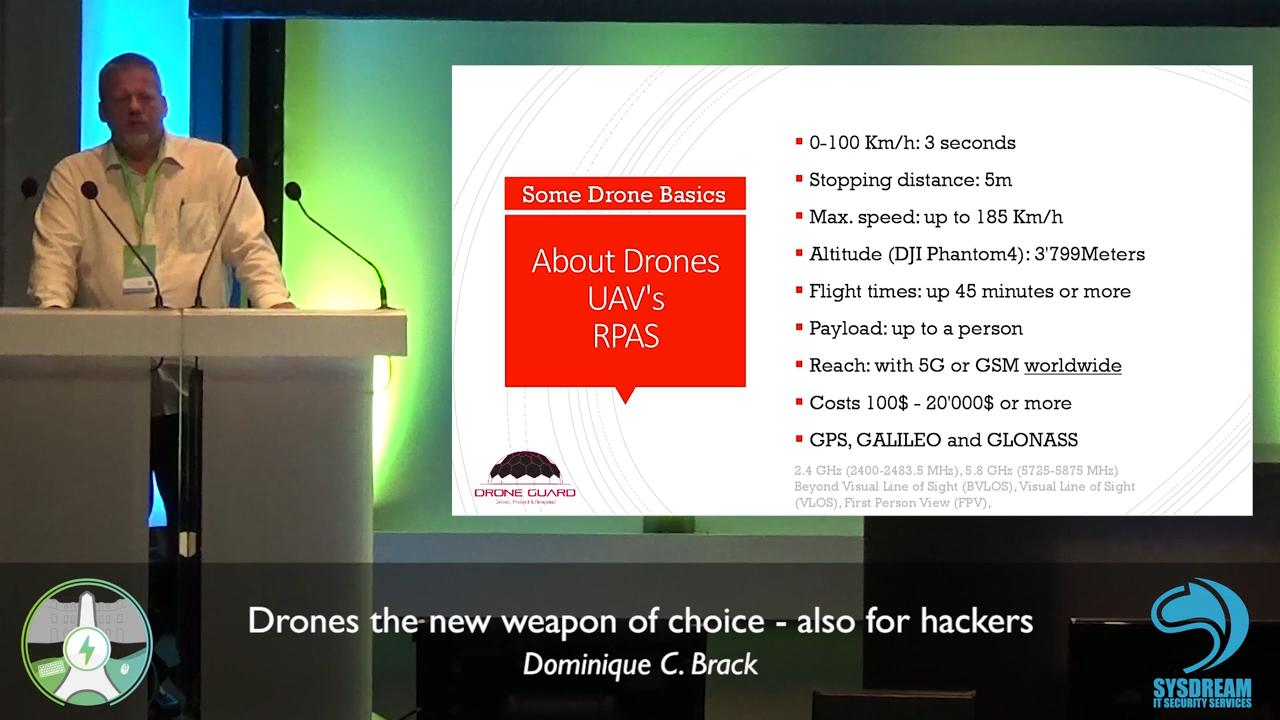 Some Drone Basics
About Drones
UAV's
RPAS
0-100 Km/h: 3 seconds
Stopping distance: 5m
Max. speed: up to 185 Km/h
Altitude (DJI Phantom4): 3'799Meters
Flight times: up 45 minutes or more
Payload: up to a person
Reach: with 5G or GSM worldwide
Costs 100$ - 20'000$ or more
GPS, GALILEO and GLONASS
2.4 GHz (2400-2483.5 MHz), 5.8 GHz (5725-5875 MHz)
Beyond Visual Line of Sight (BVLOS), Visual Line of Sight
(VLOS), First Person View (FPV),
DRONE GUARD
Detect, Protect & Respond
Drones the new weapon of choice - also for hackers
Dominique C. Brack
SYSDREAM
IT SECURITY SERVICES